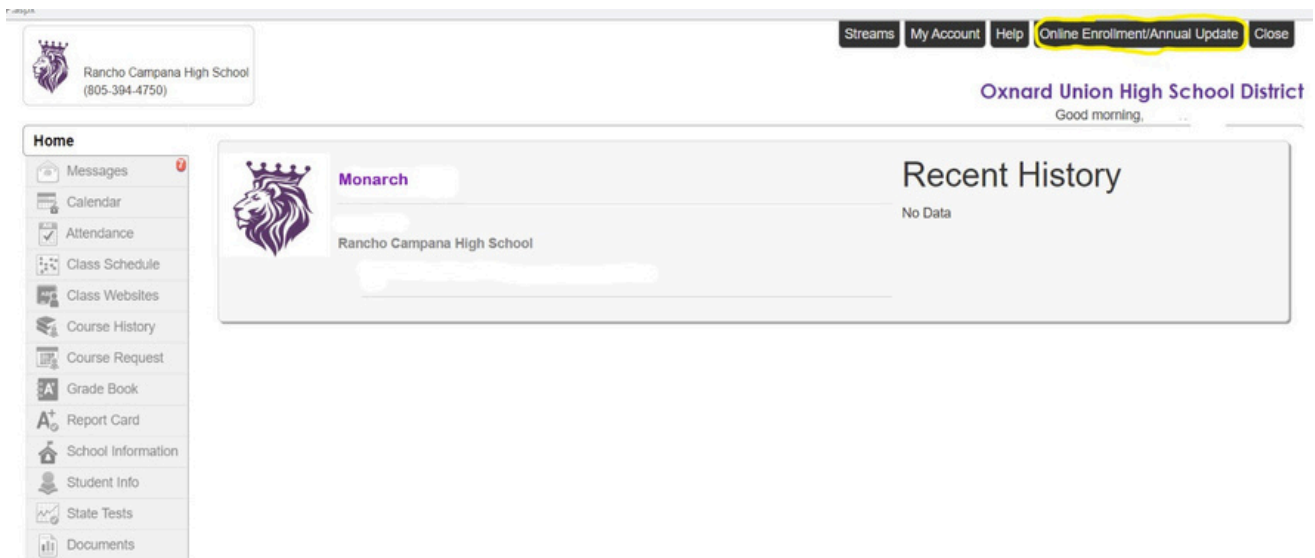 Streams My Account Help Online Enrollment/Annual Update Close
Rancho Campana High School
(805-394-4750)
Oxnard Union High School District
Good morning,
Home
Messages
Calendar
Attendance
Class Schedule
Class Websites
Course History
Course Request
Grade Book
Report Card
School Information
Student Info
State Tests
Documents
Monarch
Rancho Campana High School
Recent History
No Data